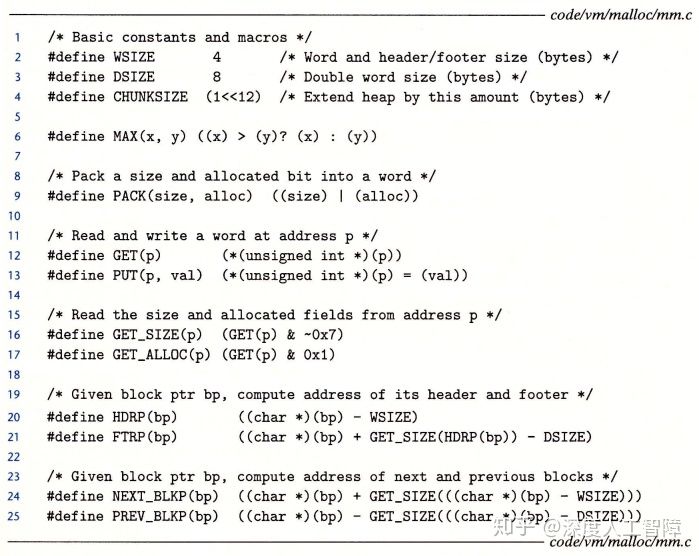 code/vm/malloc/mm.c
1 /* Basic constants and macros */
2 #define WSIZE 4 /* Word and header/footer size (bytes) */
3 #define DSIZE 8 /* Double word size (bytes) */
4 #define CHUNKSIZE (1<<12) /* Extend heap by this amount (bytes) */
5
6 #define MAX(x, y) ((x) > (y)? (x) : (y))
7
8 /* Pack a size and allocated bit into a word */
9 #define PACK(size, alloc) ((size) | (alloc))
10
11 /* Read and write a word at address p */
12 #define GET(p) (*(unsigned int *)(p))
13 #define PUT(p, val) (*(unsigned int *)(p) = (val))
14
15 /* Read the size and allocated fields from address p */
16 #define GET_SIZE(p) (GET(p) & ~0x7)
17 #define GET_ALLOC(p) (GET(p) & 0x1)
18
19 /* Given block ptr bp, compute address of its header and footer */
20 #define HDRP(bp) ((char *)(bp) - WSIZE)
21 #define FTRP(bp) ((char *)(bp) + GET_SIZE(HDRP(bp)) - DSIZE)
22
23 /* Given block ptr bp, compute address of next and previous blocks */
24 #define NEXT_BLKP(bp) ((char *)(bp) + GET_SIZE(((char *)(bp) - WSIZE)))
25 #define PREV_BLKP(bp) ((char *)(bp) - GET_SIZE(((char *)(bp) - DSIZE)))
知乎 @深度人工智障
code/vm/malloc/mm.c